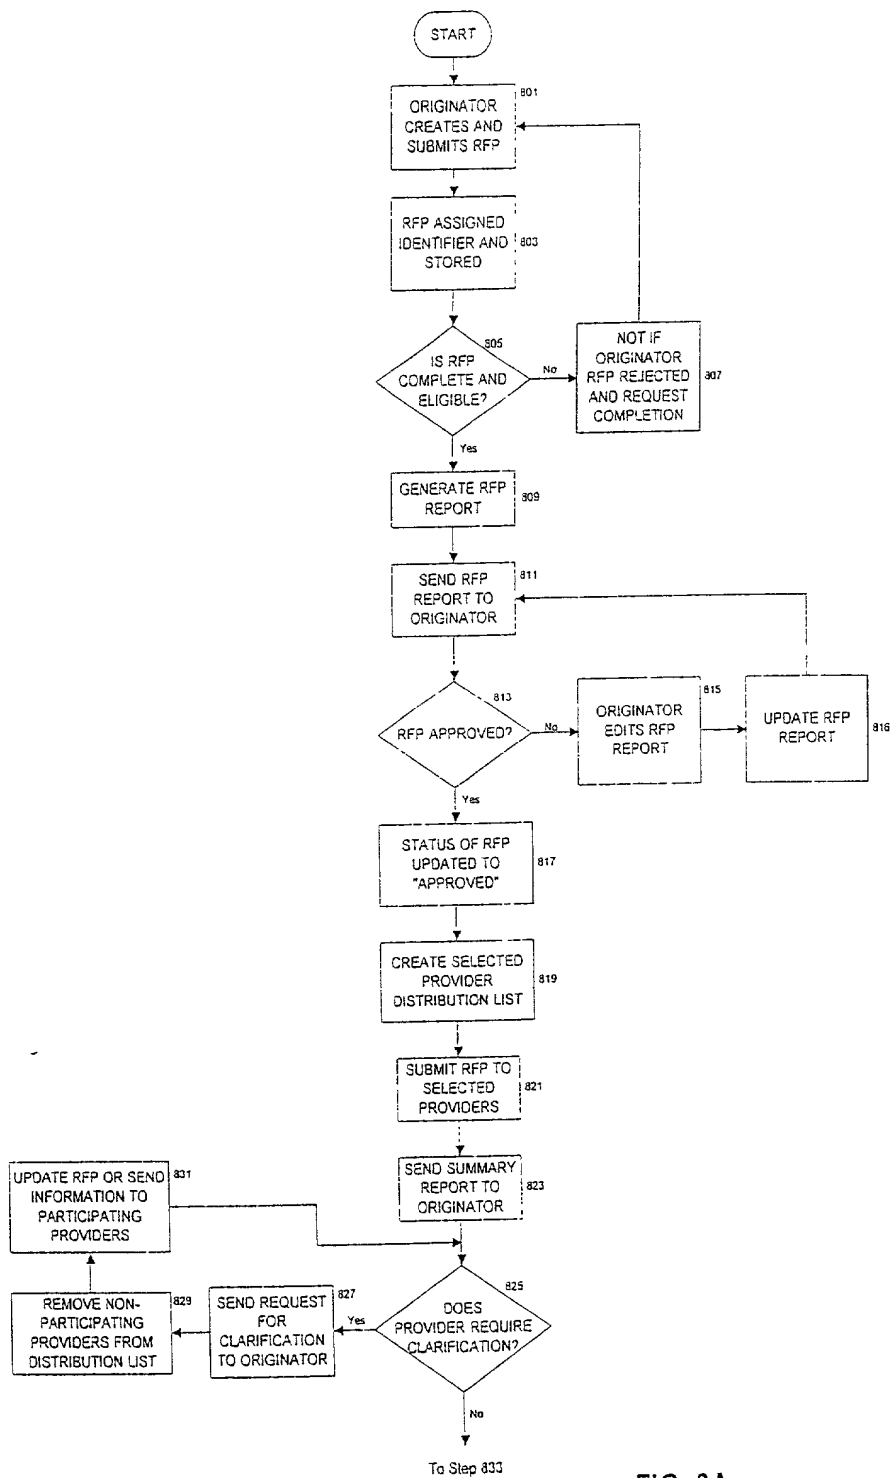 START
801
ORIGINATOR
CREATES AND
SUBMITS RFP
RFP ASSIGNED
IDENTIFIER AND
STORED
803
805
IS RFP
COMPLETE AND
ELIGIBLE?
No
NOT IF
ORIGINATOR
RFP REJECTED
AND REQUEST
COMPLETION
807
Yes
GENERATE RFP
REPORT
809
811
SEND RFP
REPORT TO
ORIGINATOR
813
RFP APPROVED?
No
815
ORIGINATOR
EDITS RFP
REPORT
UPDATE RFP
REPORT
816
Yes
STATUS OF RFP
UPDATED TO
"APPROVED"
817
CREATE SELECTED
PROVIDER
DISTRIBUTION LIST
819
SUBMIT RFP TO
SELECTED
PROVIDERS
821
SEND SUMMARY
REPORT TO
ORIGINATOR
823
825
DOES
PROVIDER REQUIRE
CLARIFICATION?
Yes
827
SEND REQUEST
FOR
CLARIFICATION
TO ORIGINATOR
829
REMOVE NON-
PARTICIPATING
PROVIDERS FROM
DISTRIBUTION LIST
831
UPDATE RFP OR SEND
INFORMATION TO
PARTICIPATING
PROVIDERS
No
To Step 833
FIG. 8A